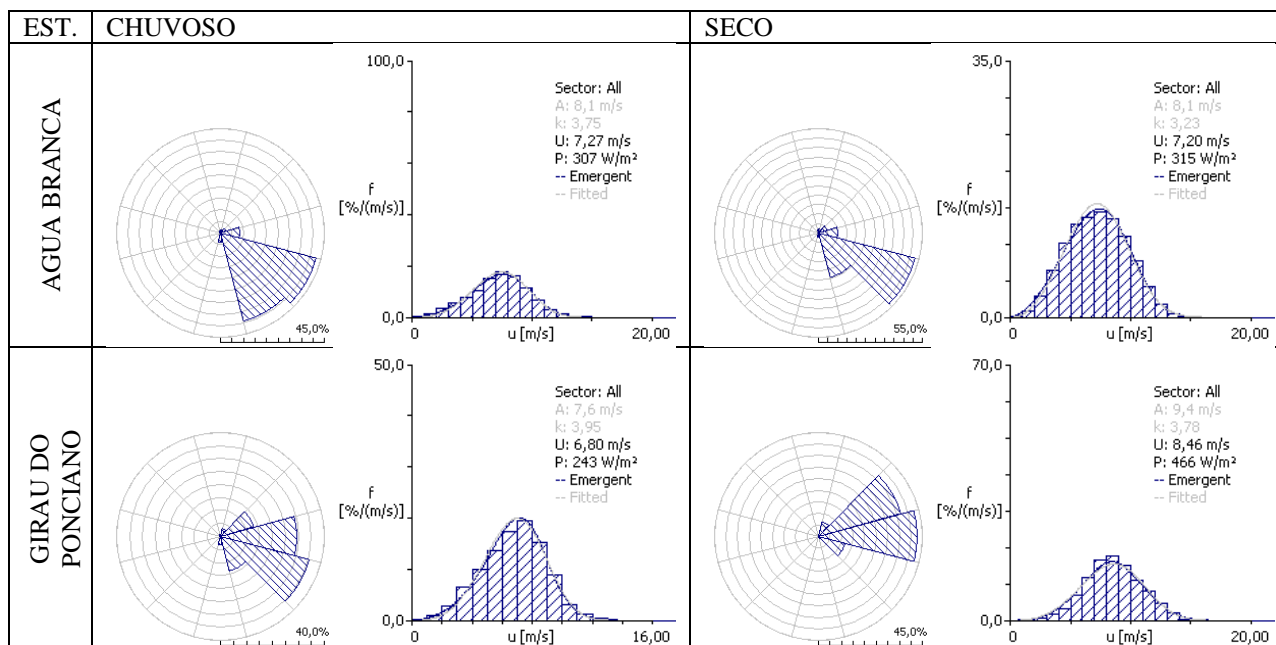 EST. CHUVOSO SECO
AGUA BRANCA
45,0%
100,0
f
[%/(m/s)]
Sector: All
A: 8,1 m/s
k: 3,75
U: 7,27 m/s
P: 307 W/m²
-- Emergent
-- Fitted
0,0
0 u [m/s] 20,00
55,0%
35,0
f
[%/(m/s)]
Sector: All
A: 8,1 m/s
k: 3,23
U: 7,20 m/s
P: 315 W/m²
-- Emergent
-- Fitted
0,0
0 u [m/s] 20,00
GIRAU DO
PONCIANO
40,0%
50,0
f
[%/(m/s)]
Sector: All
A: 7,6 m/s
k: 3,95
U: 6,80 m/s
P: 243 W/m²
-- Emergent
-- Fitted
0,0
0 u [m/s] 16,00
45,0%
70,0
f
[%/(m/s)]
Sector: All
A: 9,4 m/s
k: 3,78
U: 8,46 m/s
P: 466 W/m²
-- Emergent
-- Fitted
0,0
0 u [m/s] 20,00